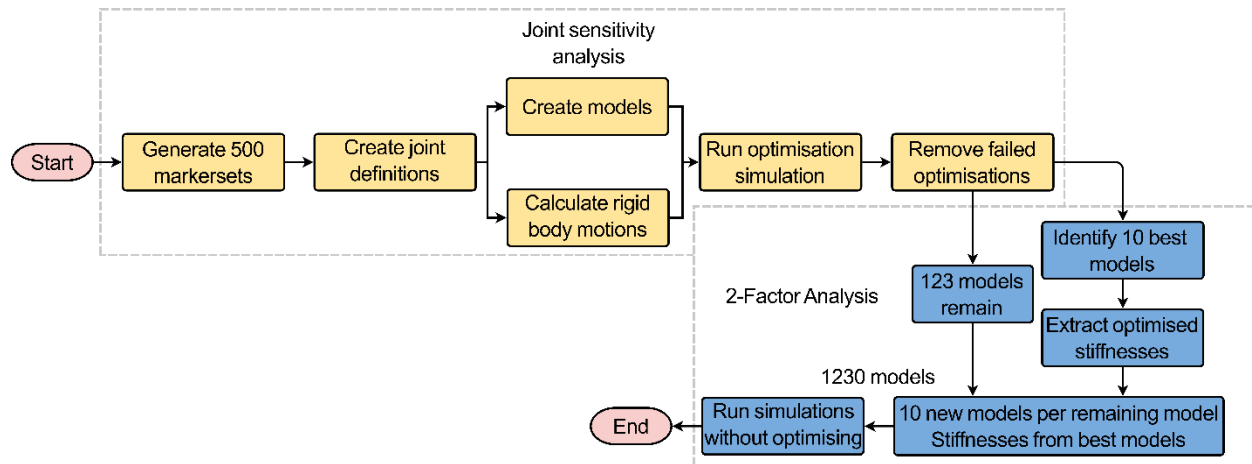 Joint sensitivity
analysis
Start
Generate 500
markersets
Create joint
definitions
Create models
Calculate rigid
body motions
Run optimisation
simulation
Remove failed
optimisations
Identify 10 best
models
2-Factor Analysis
123 models
remain
Extract optimised
stiffnesses
1230 models
10 new models per remaining model
Stiffnesses from best models
Run simulations
without optimising
End